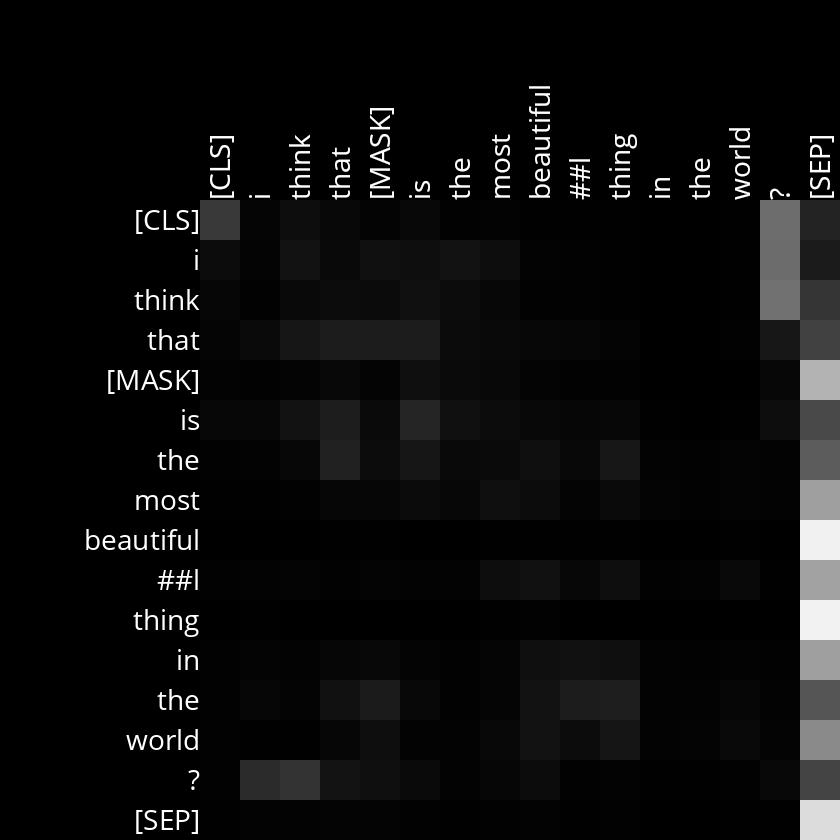 [CLS]
i
think
that
[MASK]
is
the
most
beautiful
##l
thing
in
the
world
?
[SEP]
[CLS]
i
think
that
[MASK]
is
the
most
beautiful
##l
thing
in
the
world
?
[SEP]